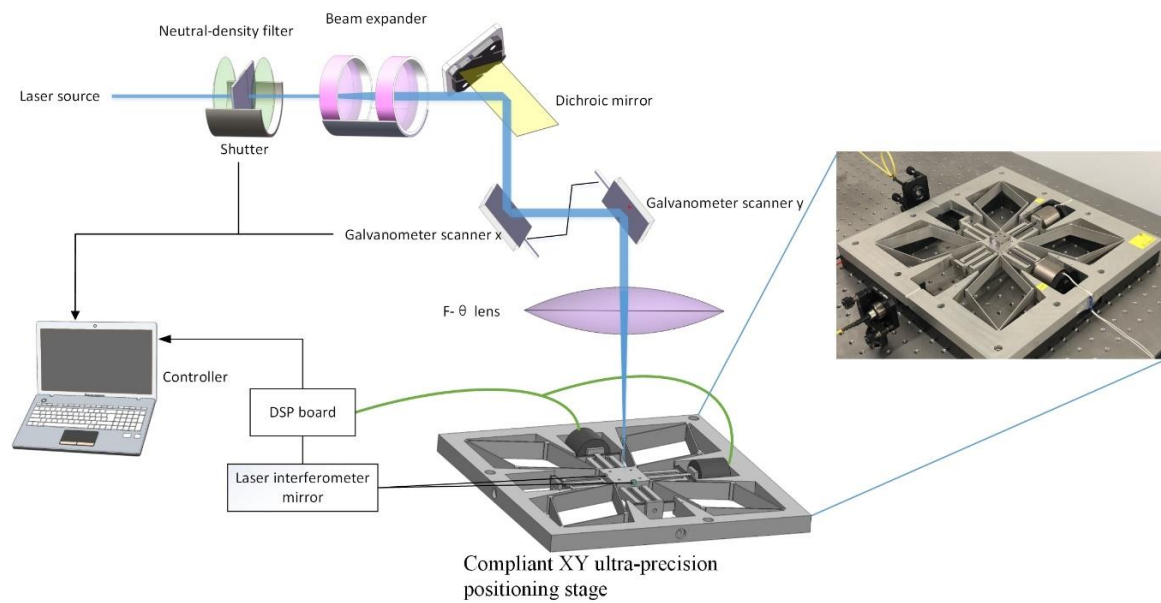 Beam expander
Neutral-density filter
Laser source
Dichroic mirror
Shutter
Galvanometer scanner y
Galvanometer scanner x
F- θ lens
Controller
DSP board
Laser interferometer
mirror
Compliant XY ultra-precision
positioning stage